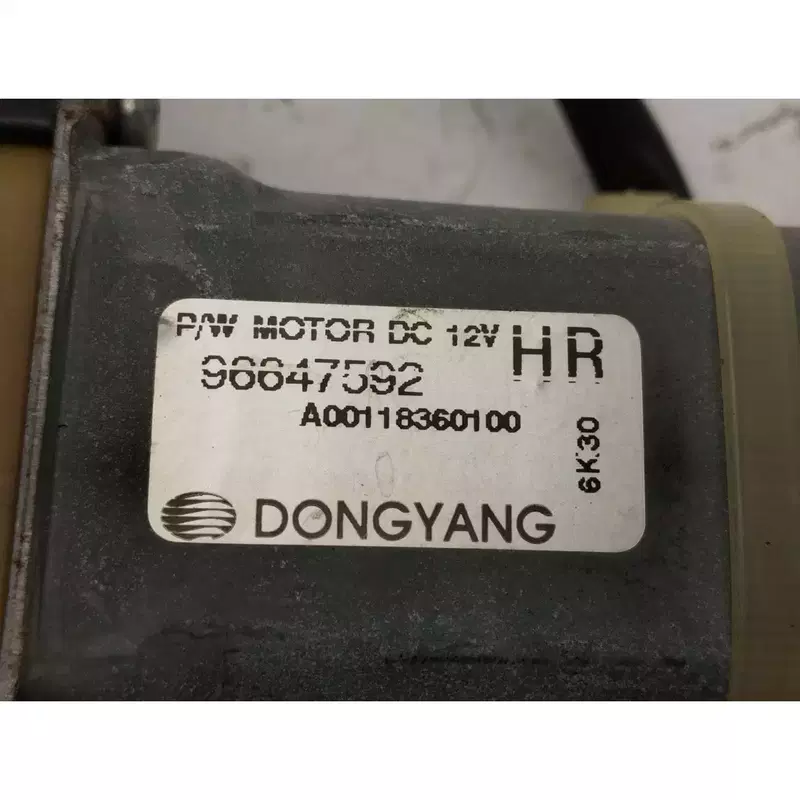 P/W MOTOR DC 12V HR
96647592
A00118360100
6K30
DONGYANG